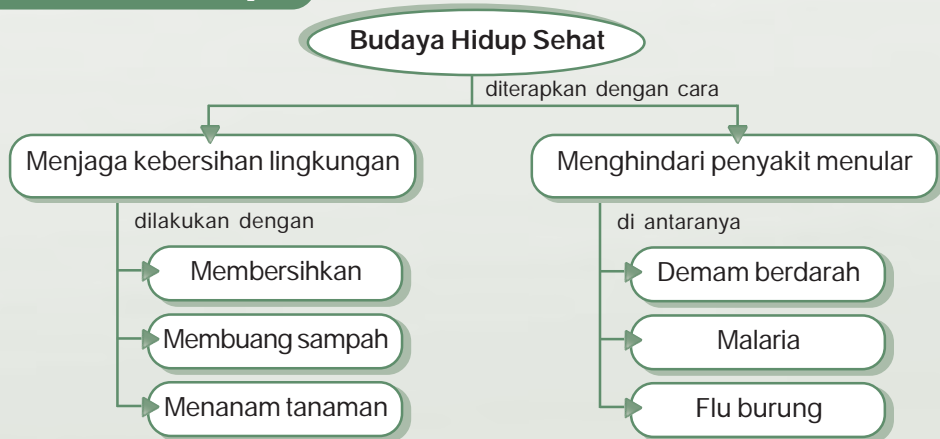 Budaya Hidup Sehat
diterapkan dengan cara
Menjaga kebersihan lingkungan
dilakukan dengan
Membersihkan
Membuang sampah
Menanam tanaman
Menghindari penyakit menular
di antaranya
Demam berdarah
Malaria
Flu burung